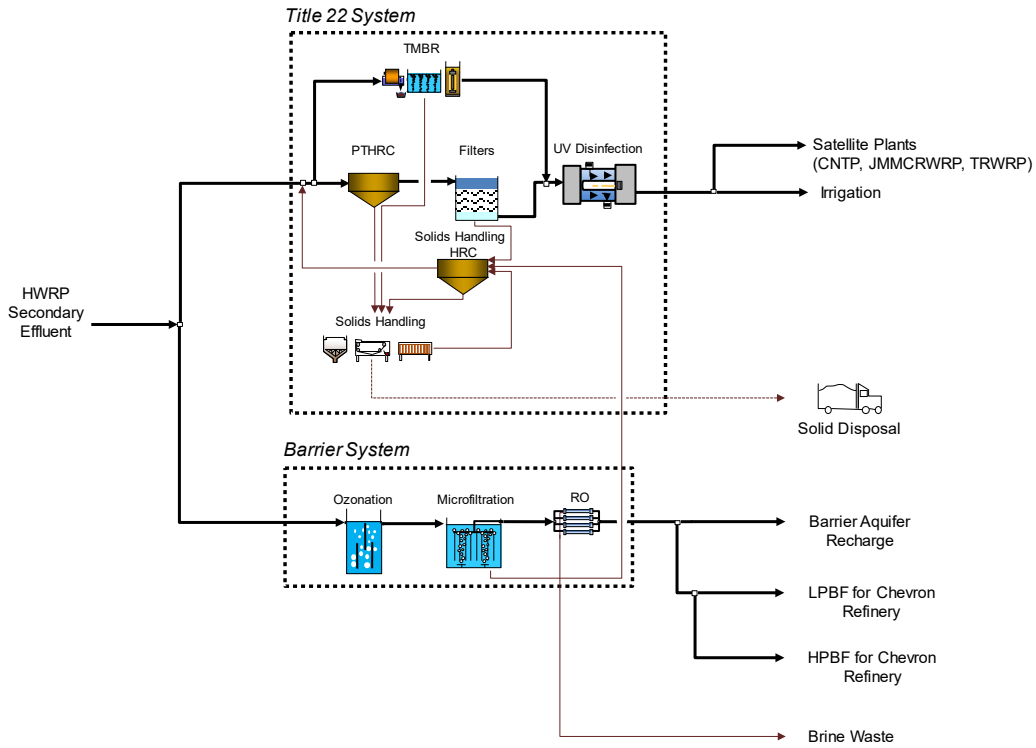 Title 22 System
TMBR
PTHRC
Filters
UV Disinfection
Satellite Plants
(CNTP, JMMCRWRP, TRWRP)
Irrigation
Solids Handling
HRC
HWRP
Secondary
Effluent
Solids Handling
Solid Disposal
Barrier System
Ozonation
Microfiltration
RO
Barrier Aquifer
Recharge
LPBF for Chevron
Refinery
HPBF for Chevron
Refinery
Brine Waste